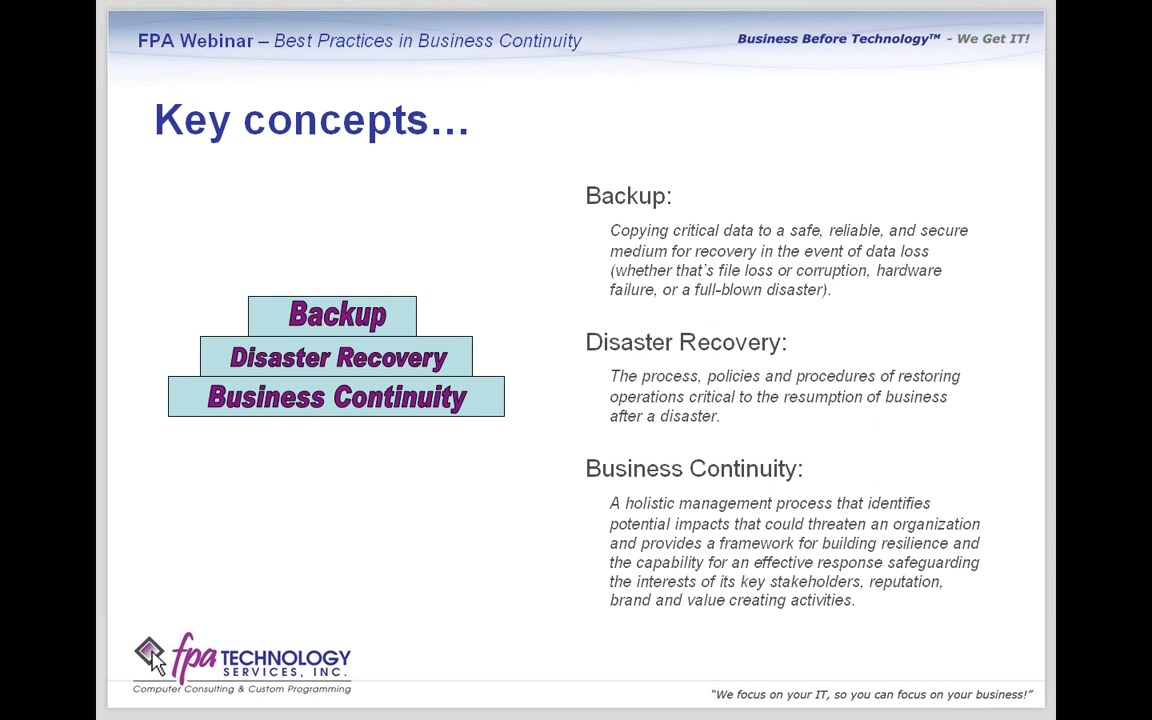 FPA Webinar – Best Practices in Business Continuity
Business Before Technology™ - We Get IT!
Key concepts…
Backup
Disaster Recovery
Business Continuity
Backup:
Copying critical data to a safe, reliable, and secure
medium for recovery in the event of data loss
(whether that's file loss or corruption, hardware
failure, or a full-blown disaster).
Disaster Recovery:
The process, policies and procedures of restoring
operations critical to the resumption of business
after a disaster.
Business Continuity:
A holistic management process that identifies
potential impacts that could threaten an organization
and provides a framework for building resilience and
the capability for an effective response safeguarding
the interests of its key stakeholders, reputation,
brand and value creating activities.
fpa TECHNOLOGY
SERVICES, INC.
Computer Consulting & Custom Programming
“We focus on your IT, so you can focus on your business!”